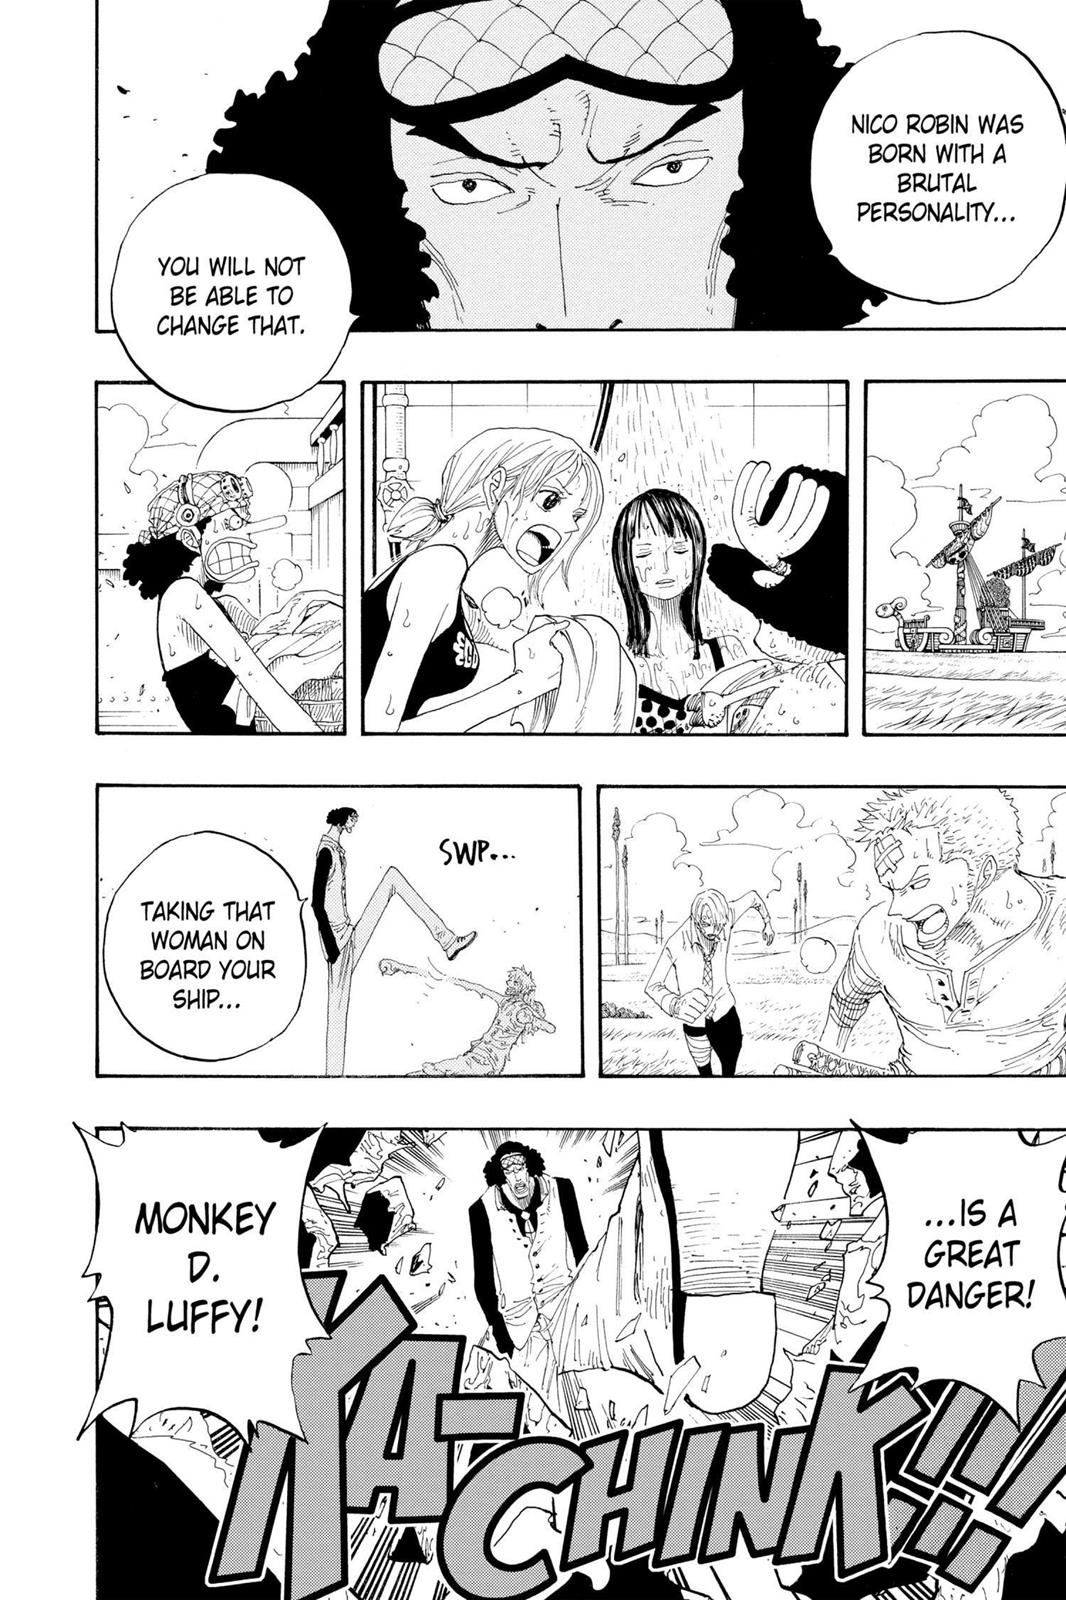 NICO ROBIN WAS
BORN WITH A
BRUTAL
PERSONALITY...
YOU WILL NOT
BE ABLE TO
CHANGE THAT.
SWP...
TAKING THAT
WOMAN ON
BOARD YOUR
SHIP...
...IS A
GREAT
DANGER!
MONKEY
D.
LUFFY!
KA-CHINK!!!